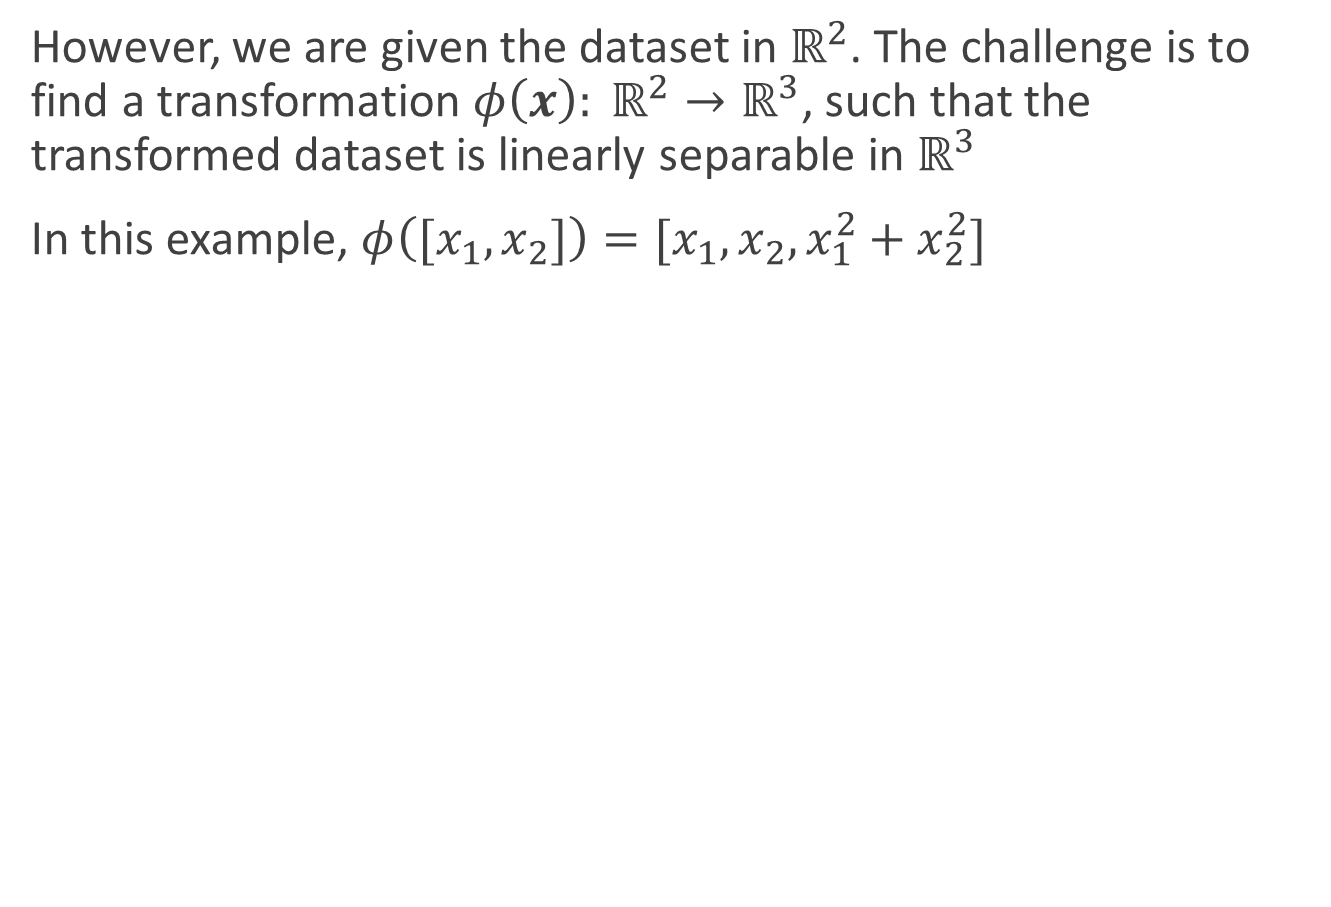 However, we are given the dataset in ℝ². The challenge is to
find a transformation 𝜙(𝒙): ℝ² → ℝ³, such that the
transformed dataset is linearly separable in ℝ³
In this example, 𝜙([𝑥₁, 𝑥₂]) = [𝑥₁, 𝑥₂, 𝑥₁² + 𝑥₂²]